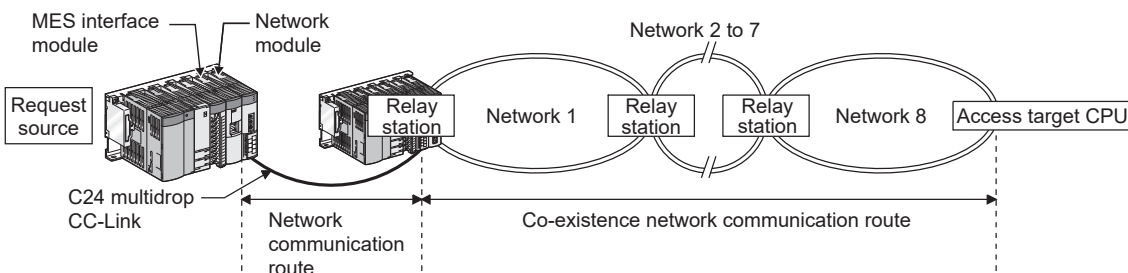 MES interface
module
Network
module
Network 2 to 7
Request
source
Relay
station
Network 1
Relay
station
Relay
station
Network 8
Access target CPU
C24 multidrop
CC-Link
Network
communication
route
Co-existence network communication route